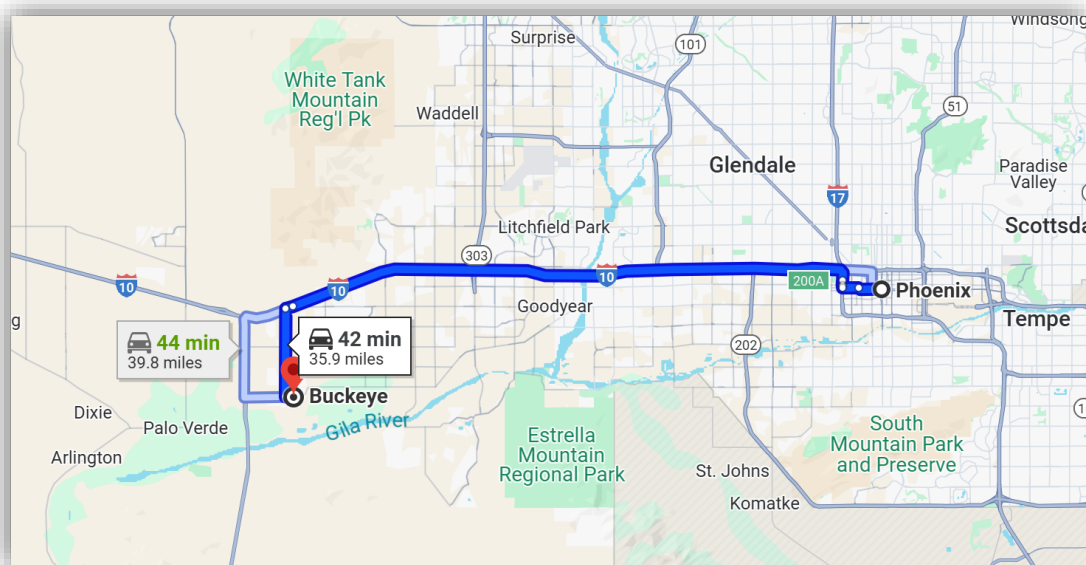 Windsong
Surprise
101
White Tank
Mountain
Reg'l Pk
Waddell
51
Glendale
Paradise
Valley
17
Litchfield Park
Scottsda
303
10
10
10
200A
Phoenix
g
Goodyear
Tempe
44 min
39.8 miles
42 min
35.9 miles
202
Buckeye
Dixie
Palo Verde
Gila River
Arlington
Estrella
Mountain
Regional Park
South
Mountain Park
and Preserve
St. Johns
Komatke